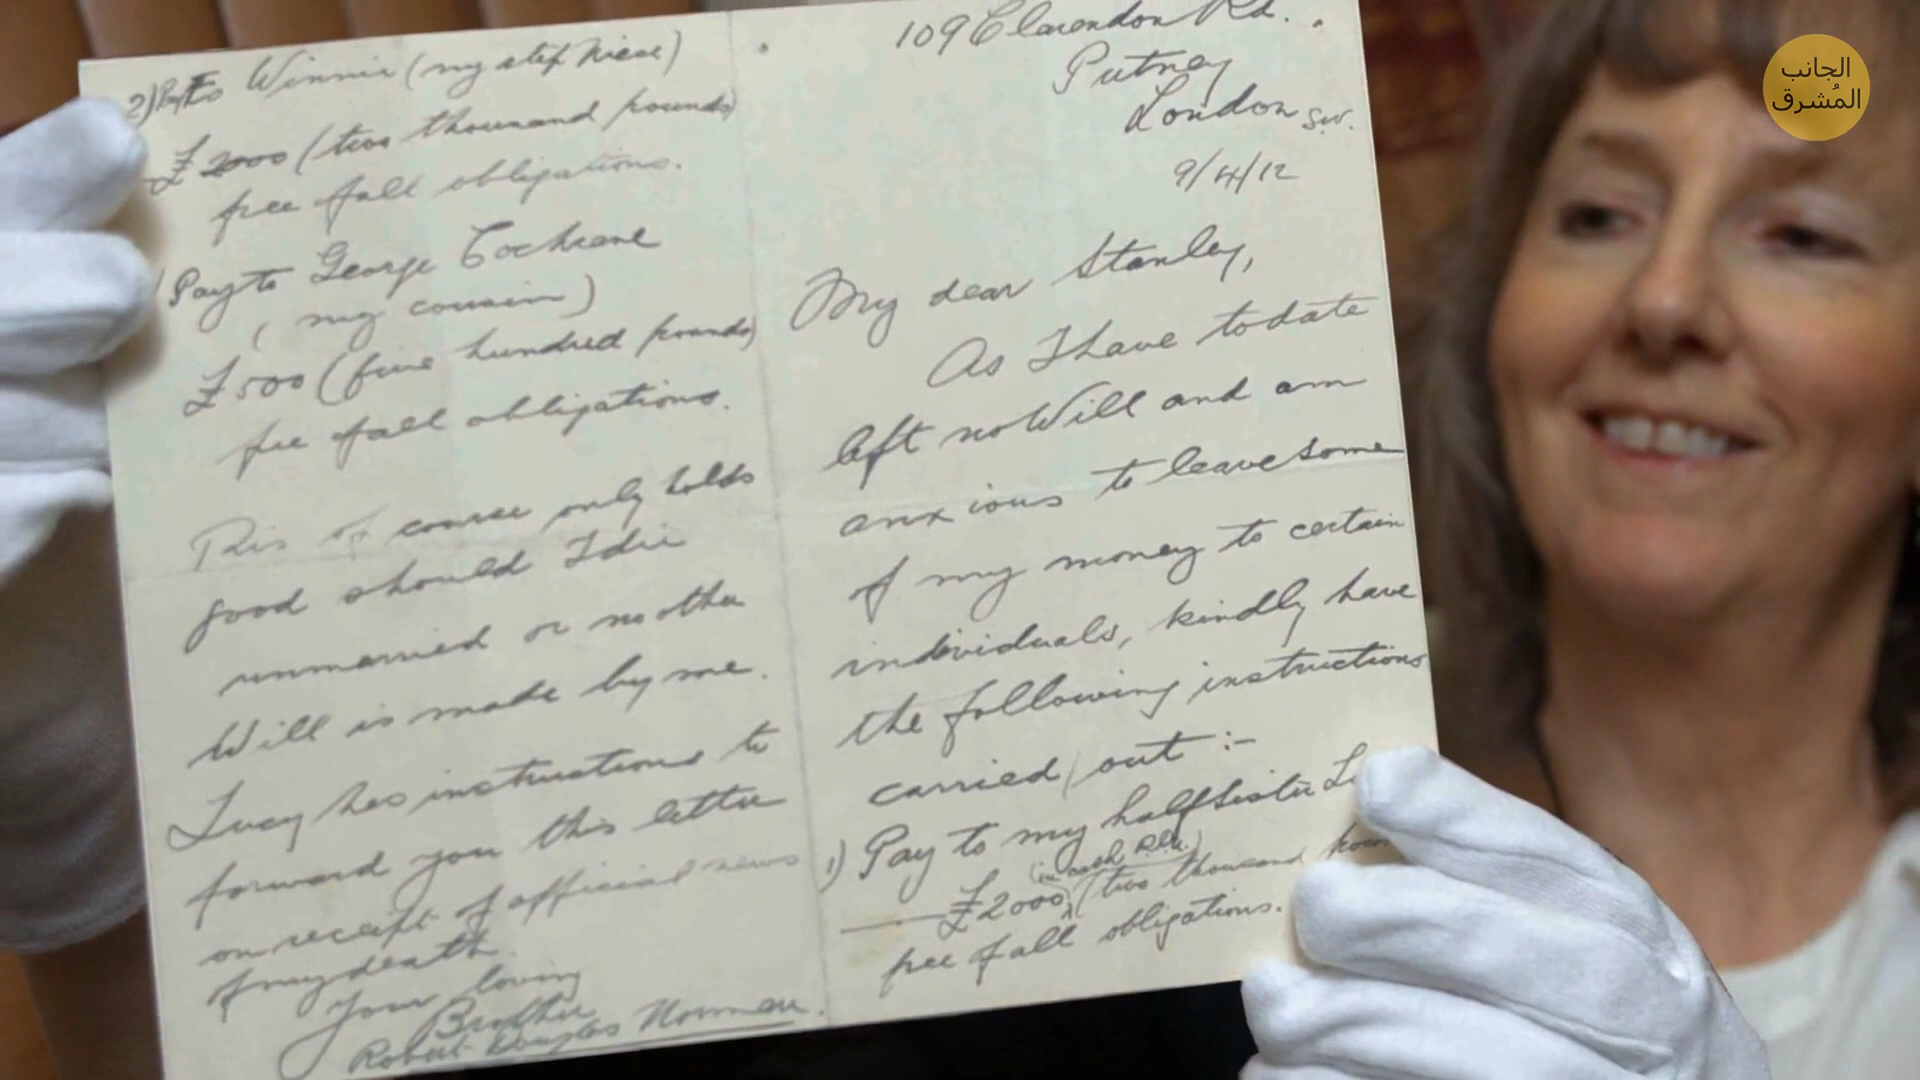 109 Clarendon Rd.
Putney
London S.W.
9/4/12
My dear Stanley,
As I have todate
left no Will and am
anxious to leave some
of my money to certain
individuals, kindly have
the following instructions
carried out :-
1) Pay to my half sister
(in cash
£2000 (two thousand
free of all obligations.
2) Pay to Winnie (my step niece)
£2000 (two thousand pounds)
free of all obligations.
) Pay to George Cochrane
(my cousin)
£500 (five hundred pounds)
free of all obligations.
This of course only holds
good should I die
unmarried or no other
Will is made by me.
Lucy has instructions to
forward you this letter
on receipt of official news
of my death.
Your loving
Brother
Robert Douglas Norman.
الجانب
المُشرق